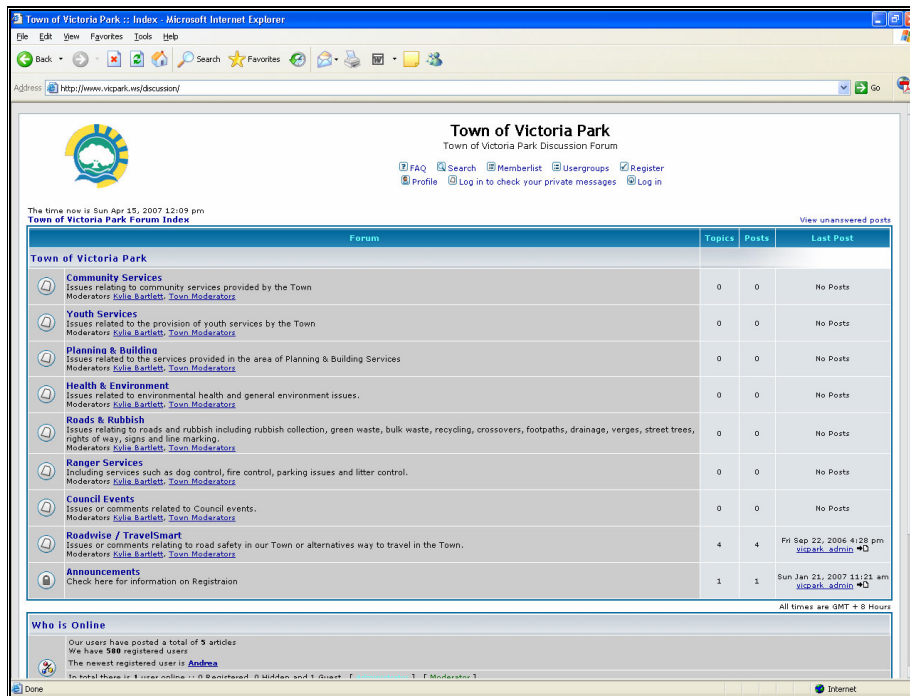 Town of Victoria Park :: Index - Microsoft Internet Explorer
File Edit View Favorites Tools Help
Back Search Favorites
Address http://www.vicpark.ws/discussion/ Go
Town of Victoria Park
Town of Victoria Park Discussion Forum
FAQ Search Memberlist Usergroups Register
Profile Log in to check your private messages Log in
The time now is Sun Apr 15, 2007 12:09 pm
Town of Victoria Park Forum Index View unanswered posts
Forum Topics Posts Last Post
Town of Victoria Park
Community Services
Issues relating to community services provided by the Town 0 0 No Posts
Moderators Kylie Bartlett, Town Moderators
Youth Services
Issues related to the provision of youth services by the Town 0 0 No Posts
Moderators Kylie Bartlett, Town Moderators
Planning & Building
Issues related to the services provided in the area of Planning & Building Services 0 0 No Posts
Moderators Kylie Bartlett, Town Moderators
Health & Environment
Issues related to environmental health and general environment issues. 0 0 No Posts
Moderators Kylie Bartlett, Town Moderators
Roads & Rubbish
Issues relating to roads and rubbish including rubbish collection, green waste, bulk waste, recycling, crossovers, footpaths, drainage, verges, street trees,
rights of way, signs and line marking. 0 0 No Posts
Moderators Kylie Bartlett, Town Moderators
Ranger Services
Including services such as dog control, fire control, parking issues and litter control. 0 0 No Posts
Moderators Kylie Bartlett, Town Moderators
Council Events
Issues or comments related to Council events. 0 0 No Posts
Moderators Kylie Bartlett, Town Moderators
Roadwise / TravelSmart
Issues or comments relating to road safety in our Town or alternatives way to travel in the Town. 4 4 Fri Sep 22, 2006 4:28 pm
Moderators Kylie Bartlett, Town Moderators vicpark_admin
Announcements
Check here for information on Registraion 1 1 Sun Jan 21, 2007 11:21 am
vicpark_admin
All times are GMT + 8 Hours
Who is Online
Our users have posted a total of 5 articles
We have 580 registered users
The newest registered user is Andrea
In total there is 1 user online :: 0 Registered, 0 Hidden and 1 Guest [ ] [ Moderator ]
Done Internet